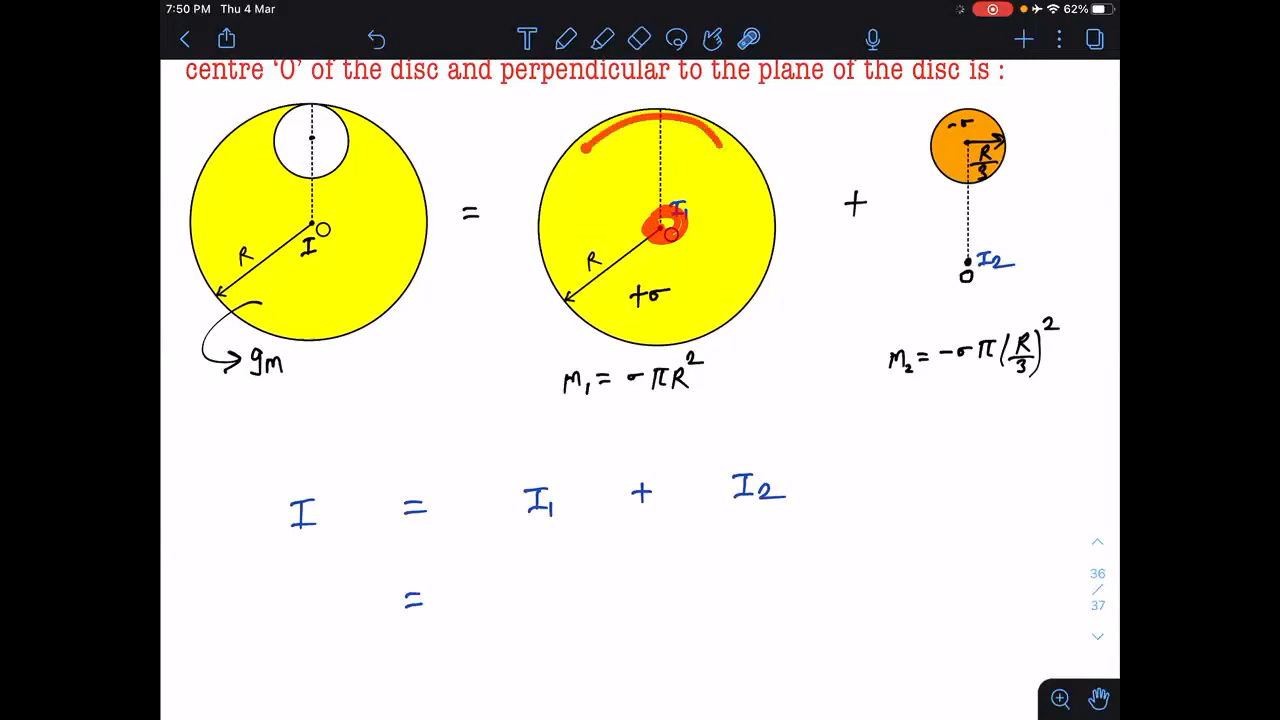 7:50 PM Thu 4 Mar
62%
centre ‘O’ of the disc and perpendicular to the plane of the disc is :
R
I
O
9m
=
R
I₁
O
+σ
m₁ = σπR²
+
-σ
R/3
I₂
O
m₂ = -σπ(R/3)²
I = I₁ + I₂
=
36
/
37